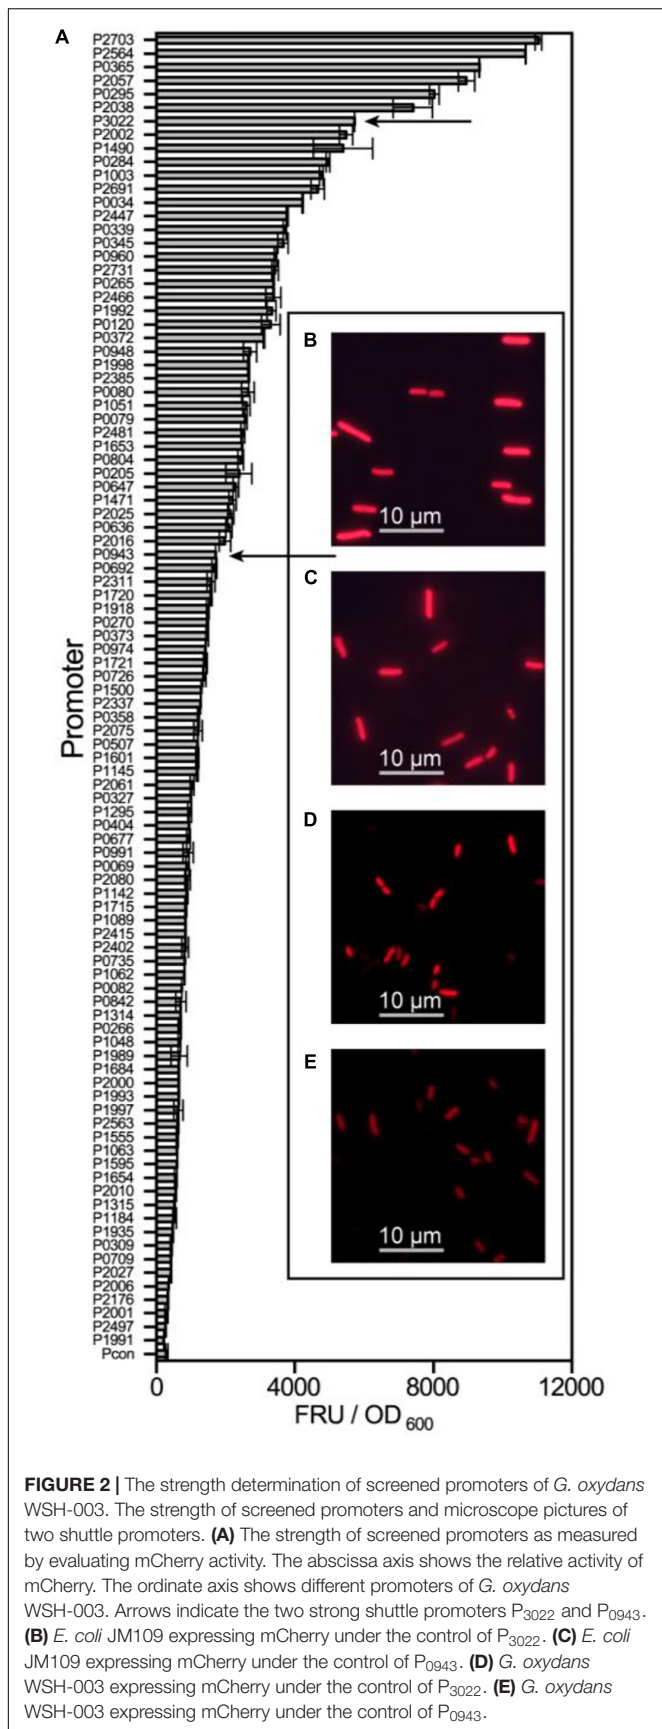 A
P2703
P2564
P0365
P2057
P0295
P2038
P3022
P2002
P1490
P0284
P1003
P2691
P0034
P2447
P0339
P0345
P0960
P2731
P0265
P2466
P1992
P0120
P0372
P0948
P1998
P2385
P0080
P1051
P0079
P2481
P1653
P0804
P0205
P0647
P1471
P2025
P0636
P2016
P0943
P0692
P2311
P1720
P1918
P0270
P0373
P0974
P1721
P0726
P1500
P2337
P0358
P2075
P0507
P1601
P1145
P2061
P0327
P1295
P0404
P0677
P0991
P0069
P2080
P1142
P1715
P1089
P2415
P2402
P0735
P1062
P0082
P0842
P1314
P0266
P1048
P1989
P1684
P2000
P1993
P1997
P2563
P1555
P1063
P1595
P1654
P2010
P1315
P1184
P1935
P0309
P0709
P2027
P2006
P2176
P2001
P2497
P1991
Pcon
Promoter
0 4000 8000 12000
FRU / OD 600
B
10 µm
C
10 µm
D
10 µm
E
10 µm
FIGURE 2 | The strength determination of screened promoters of G. oxydans
WSH-003. The strength of screened promoters and microscope pictures of
two shuttle promoters. (A) The strength of screened promoters as measured
by evaluating mCherry activity. The abscissa axis shows the relative activity of
mCherry. The ordinate axis shows different promoters of G. oxydans
WSH-003. Arrows indicate the two strong shuttle promoters P3022 and P0943.
(B) E. coli JM109 expressing mCherry under the control of P3022. (C) E. coli
JM109 expressing mCherry under the control of P0943. (D) G. oxydans
WSH-003 expressing mCherry under the control of P3022. (E) G. oxydans
WSH-003 expressing mCherry under the control of P0943.